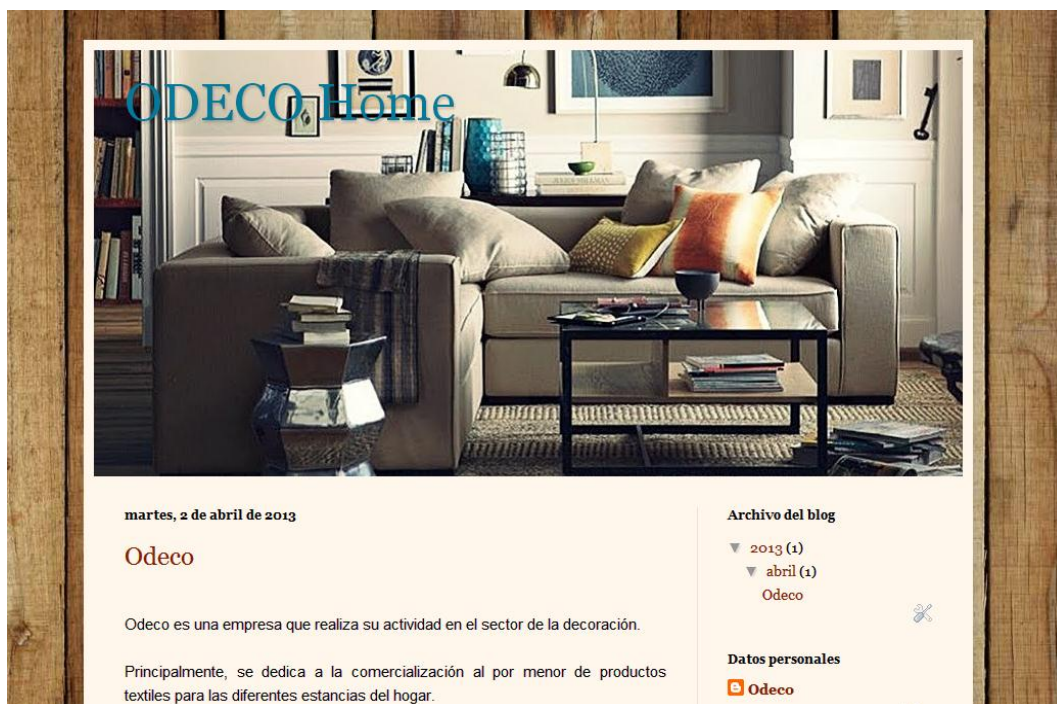 ODECO Home
martes, 2 de abril de 2013
Odeco
Odeco es una empresa que realiza su actividad en el sector de la decoración.
Principalmente, se dedica a la comercialización al por menor de productos
textiles para las diferentes estancias del hogar.
Archivo del blog
▼ 2013 (1)
▼ abril (1)
Odeco
Datos personales
Odeco